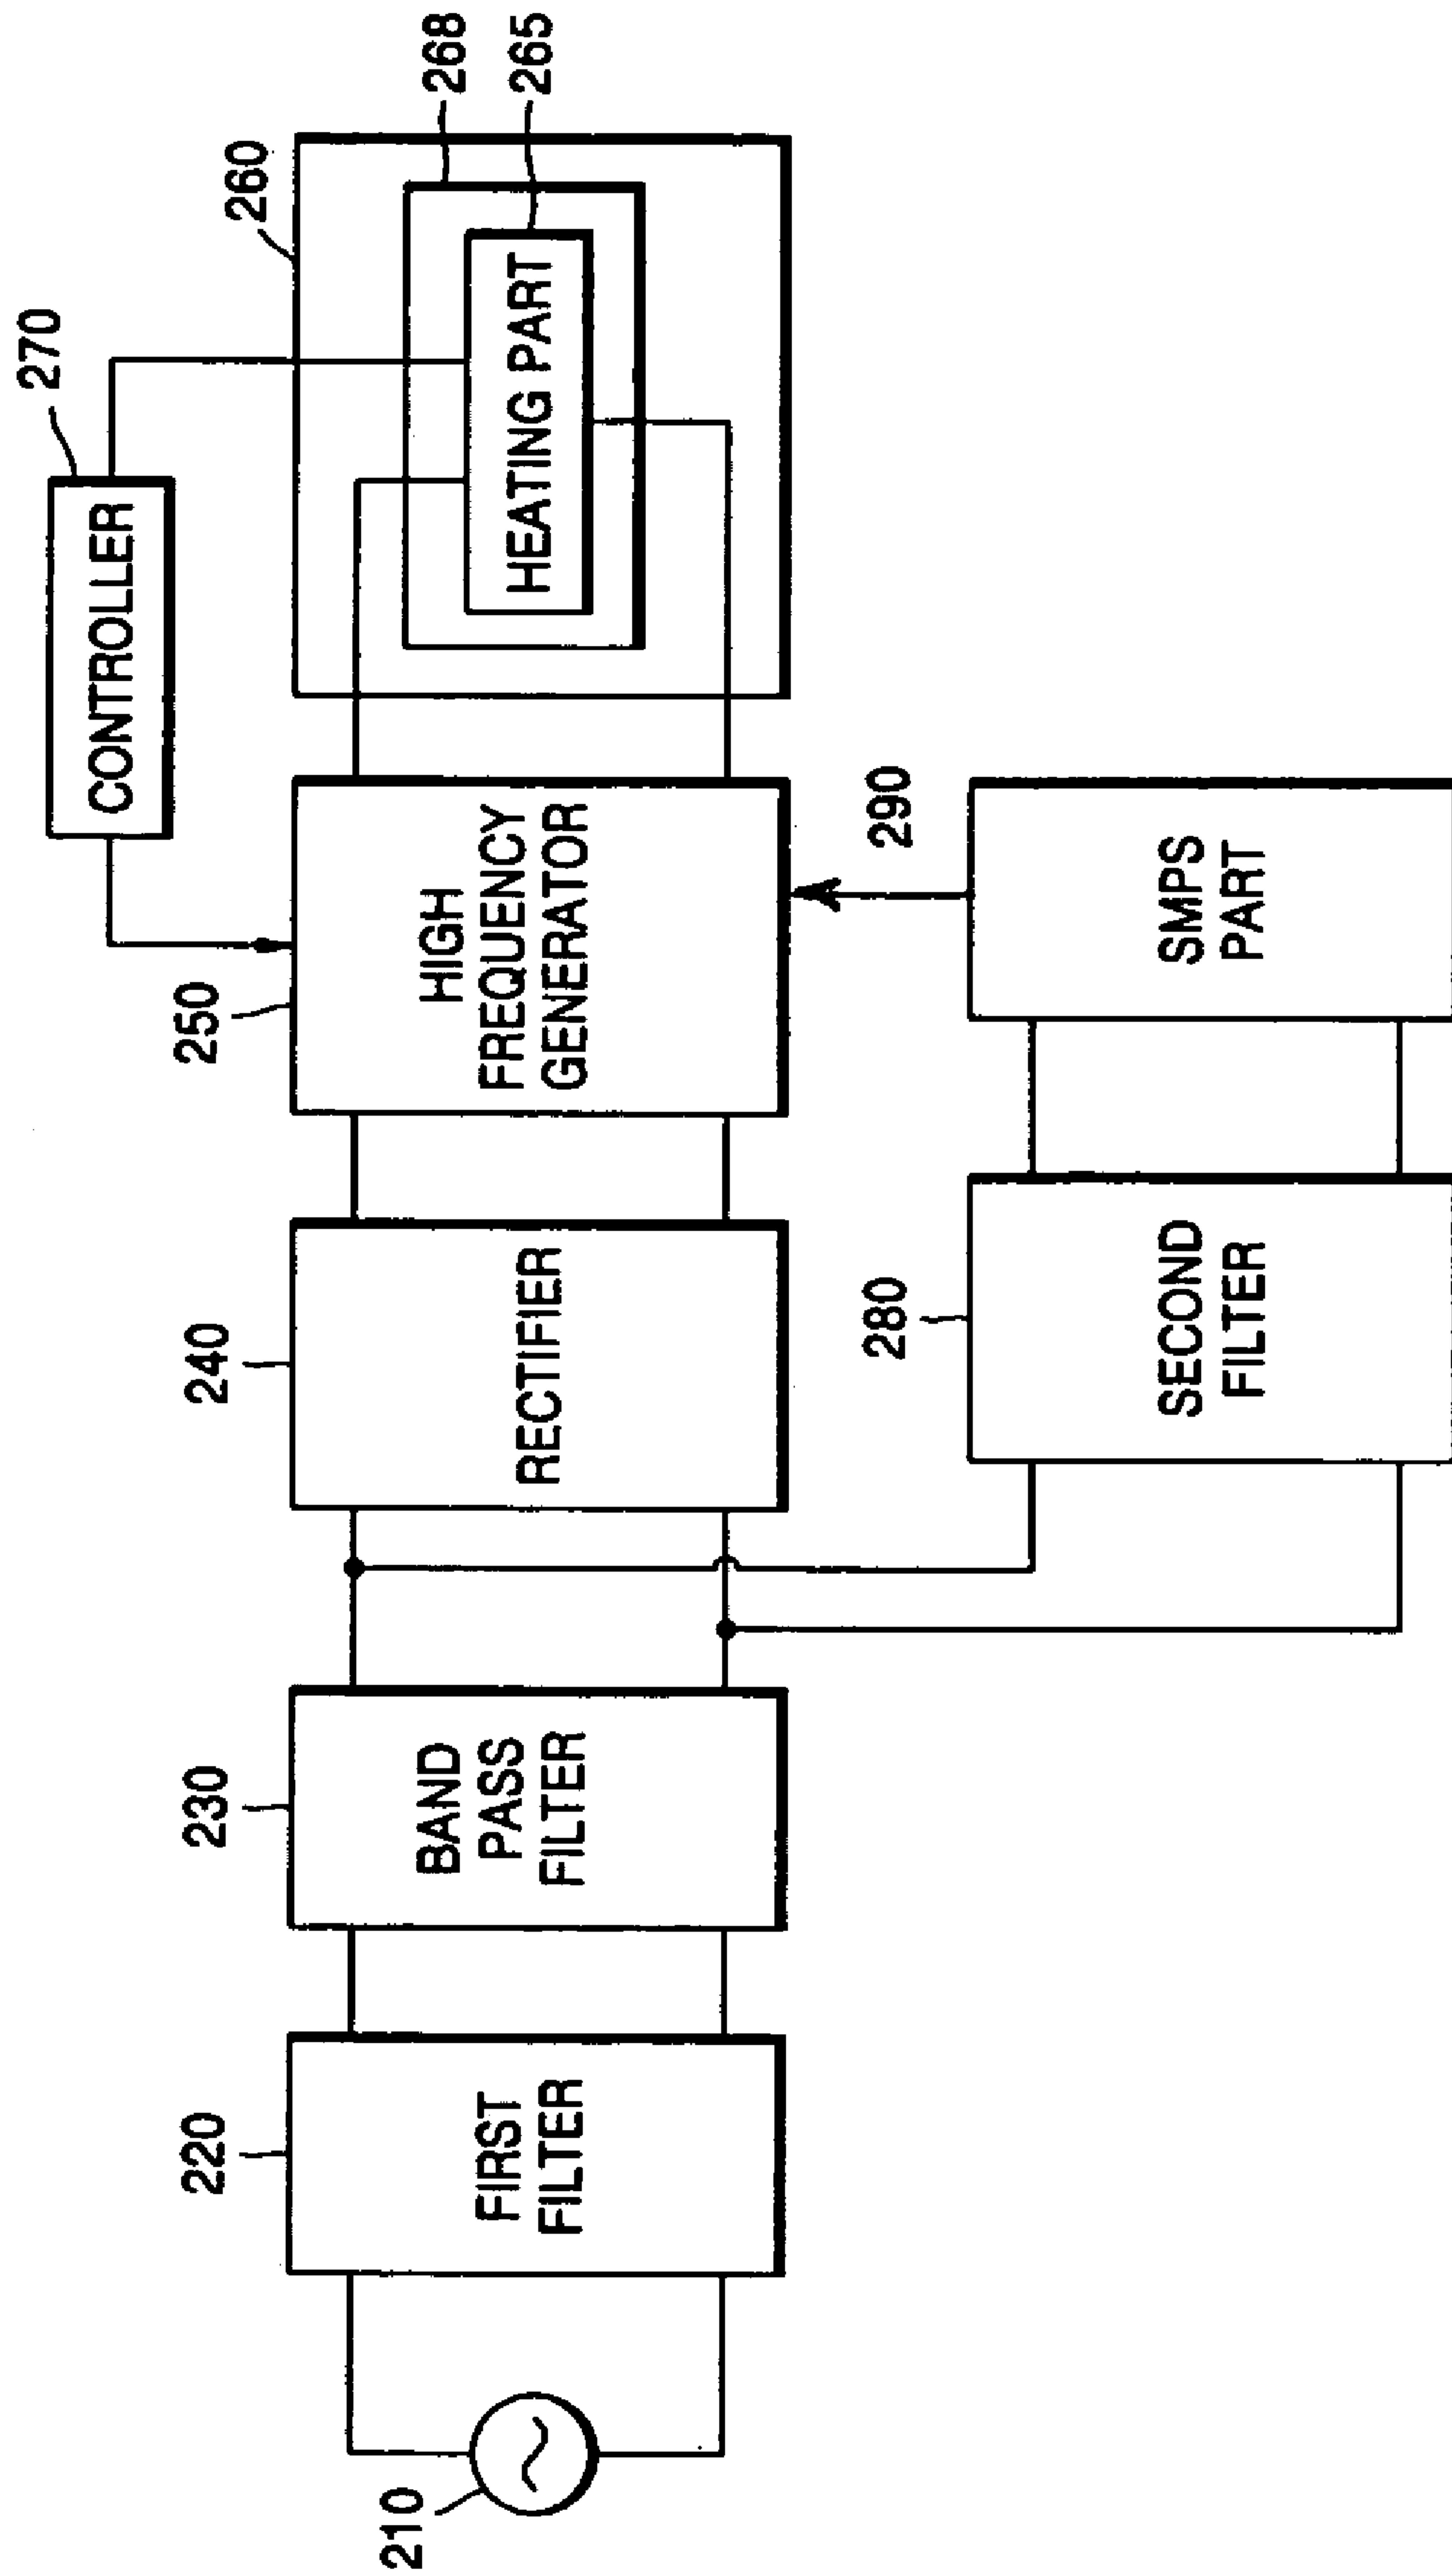 270
CONTROLLER
260
268
265
HEATING PART
250
HIGH
FREQUENCY
GENERATOR
240
RECTIFIER
230
BAND
PASS
FILTER
220
FIRST
FILTER
210
280
SECOND
FILTER
290
SMPS
PART